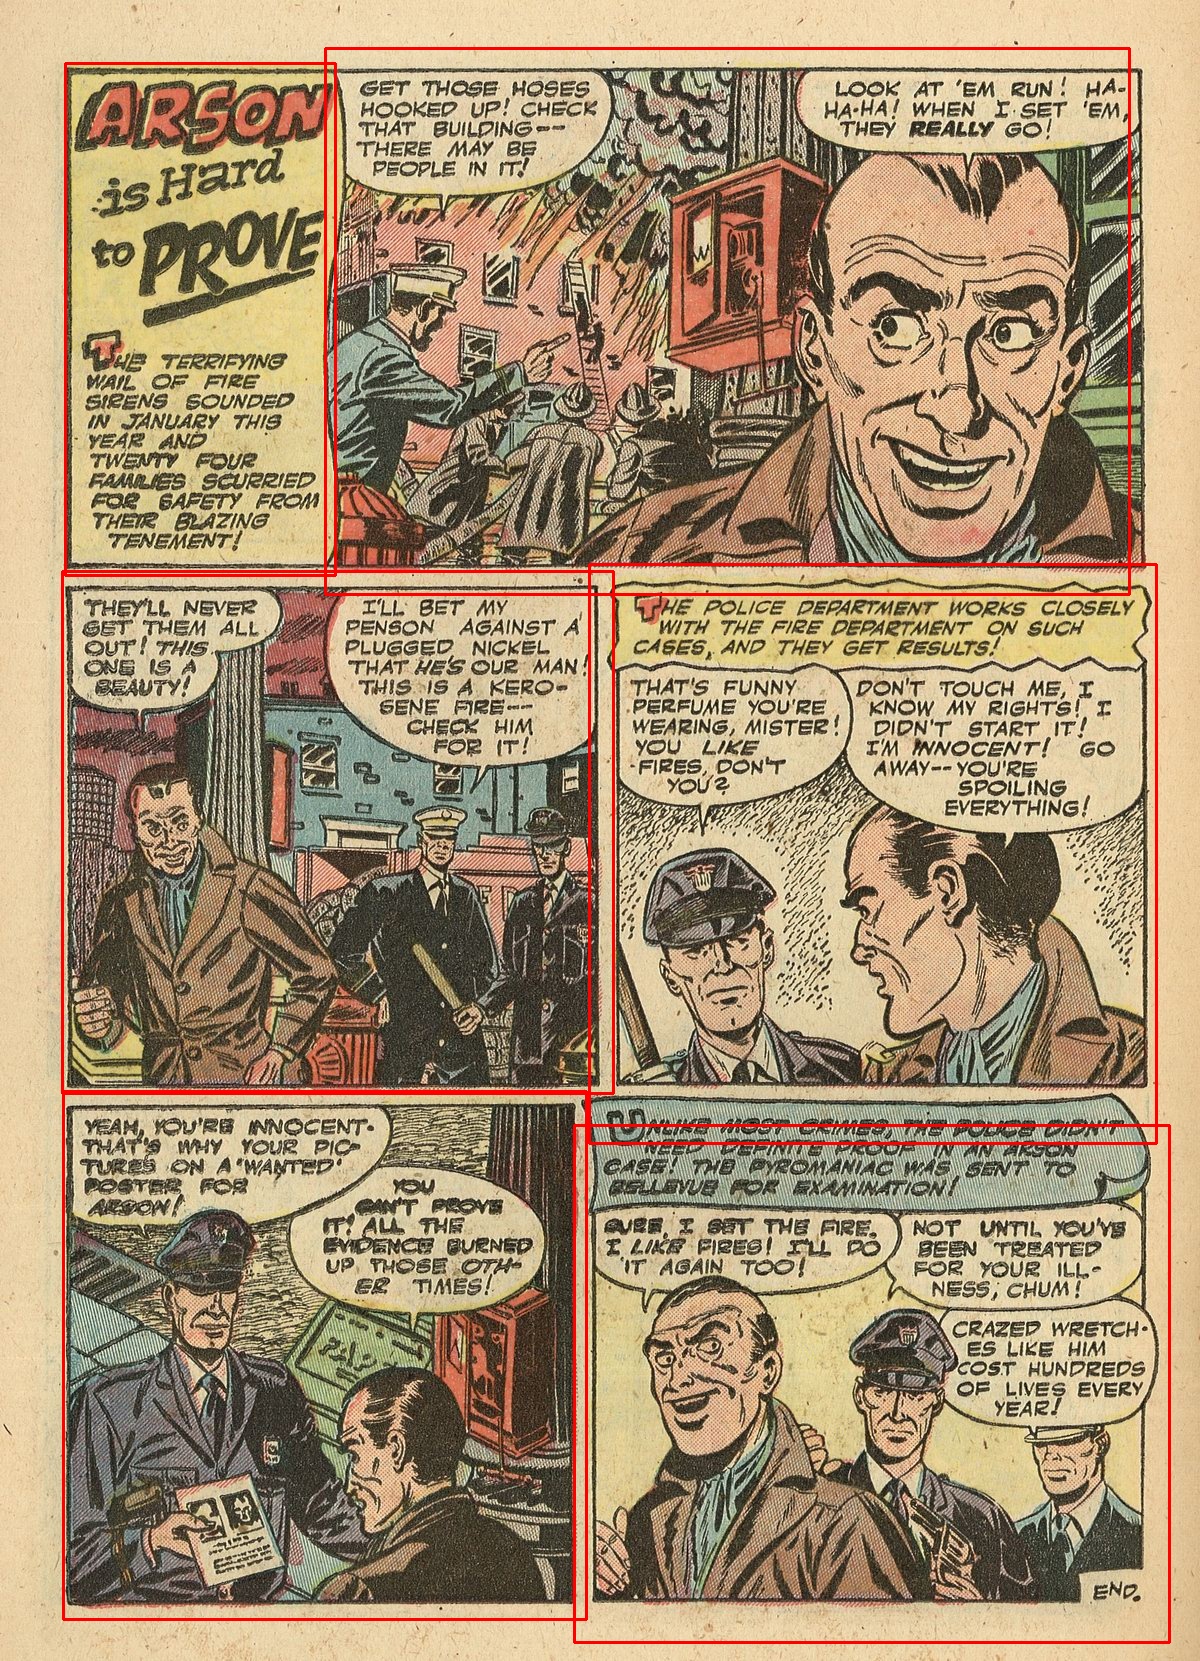 ARSON
is Hard
to PROVE
THE TERRIFYING
WAIL OF FIRE
SIRENS SOUNDED
IN JANUARY THIS
YEAR AND
TWENTY FOUR
FAMILIES SCURRIED
FOR SAFETY FROM
THEIR BLAZING
TENEMENT!
GET THOSE HOSES
HOOKED UP! CHECK
THAT BUILDING--
THERE MAY BE
PEOPLE IN IT!
LOOK AT 'EM RUN! HA-
HA-HA! WHEN I SET 'EM,
THEY REALLY GO!
THEY'LL NEVER
GET THEM ALL
OUT! THIS
ONE IS A
BEAUTY!
I'LL BET MY
PENSON AGAINST A
PLUGGED NICKEL
THAT HE'S OUR MAN!
THIS IS A KERO-
SENE FIRE--
CHECK HIM
FOR IT!
THE POLICE DEPARTMENT WORKS CLOSELY
WITH THE FIRE DEPARTMENT ON SUCH
CASES, AND THEY GET RESULTS!
THAT'S FUNNY
PERFUME YOU'RE
WEARING, MISTER!
YOU LIKE
FIRES, DON'T
YOU?
DON'T TOUCH ME, I
KNOW MY RIGHTS! I
DIDN'T START IT!
I'M INNOCENT! GO
AWAY--YOU'RE
SPOILING
EVERYTHING!
YEAH, YOU'RE INNOCENT.
THAT'S WHY YOUR PIC-
TURES ON A 'WANTED'
POSTER FOR
ARSON!
YOU
CAN'T PROVE
IT! ALL THE
EVIDENCE BURNED
UP THOSE OTH-
ER TIMES!
UNLIKE MOST CRIMES, THE POLICE DIDN'T
NEED DEFINITE PROOF IN AN ARSON
CASE! THE PYROMANIAC WAS SENT TO
BELLEVUE FOR EXAMINATION!
SURE, I SET THE FIRE.
I LIKE FIRES! I'LL DO
IT AGAIN TOO!
NOT UNTIL YOU'VE
BEEN TREATED
FOR YOUR ILL-
NESS, CHUM!
CRAZED WRETCH-
ES LIKE HIM
COST HUNDREDS
OF LIVES EVERY
YEAR!
END.